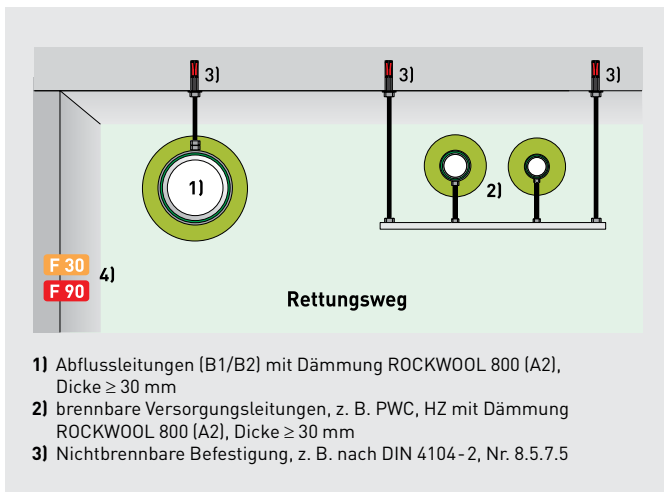 3)
3)
3)
1)
2)
F 30
4)
F 90
Rettungsweg
1) Abflussleitungen (B1/B2) mit Dämmung ROCKWOOL 800 (A2),
Dicke ≥ 30 mm
2) brennbare Versorgungsleitungen, z. B. PWC, HZ mit Dämmung
ROCKWOOL 800 (A2), Dicke ≥ 30 mm
3) Nichtbrennbare Befestigung, z. B. nach DIN 4104-2, Nr. 8.5.7.5